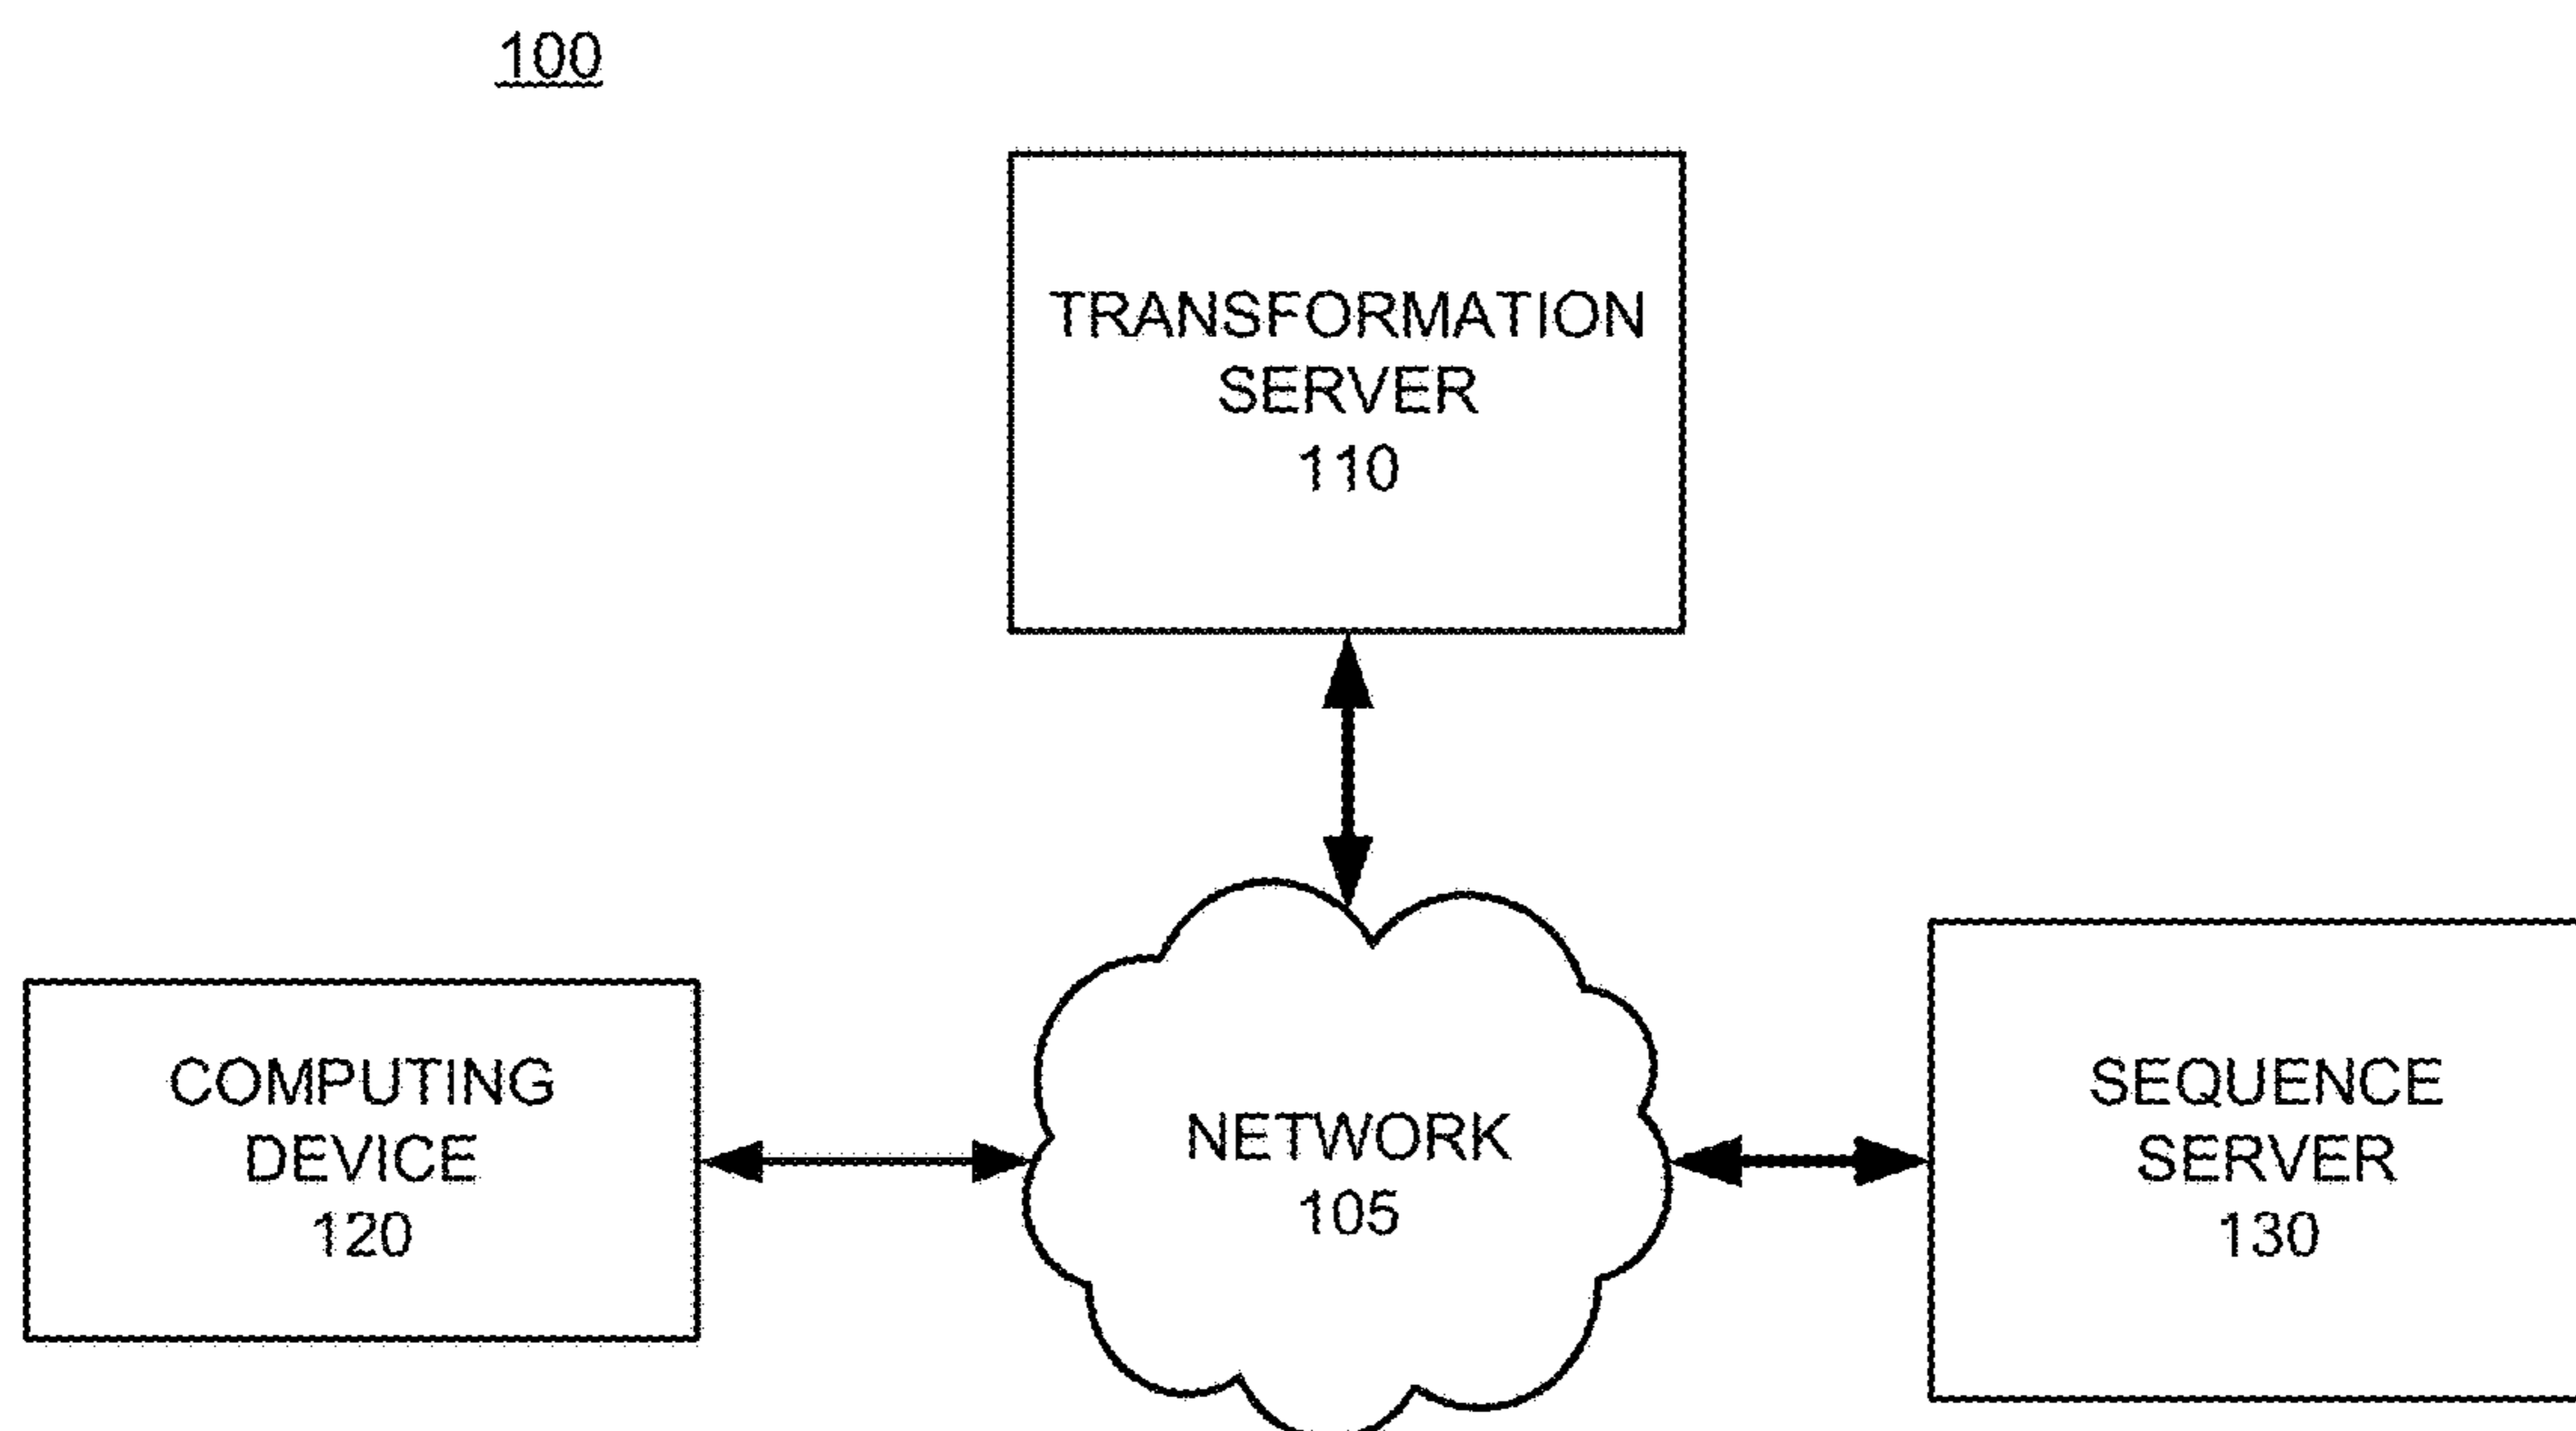 100
TRANSFORMATION
SERVER
110
COMPUTING
DEVICE
120
NETWORK
105
SEQUENCE
SERVER
130